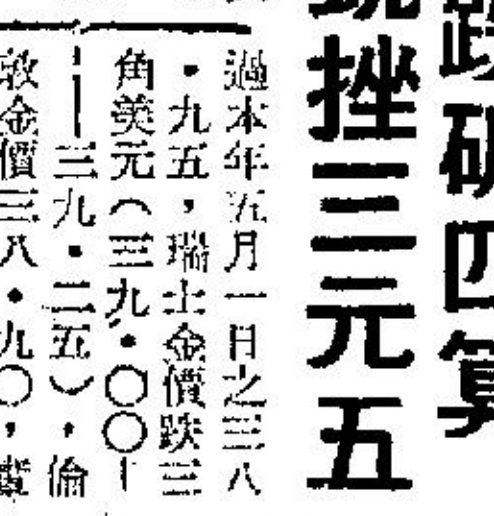 跌破四算
挫三元五
過本年五月一日之三八
・九五，瑞士金價跌三
角美元（三九・〇〇—
—三九・二五），倫
敦金價三八・九〇，